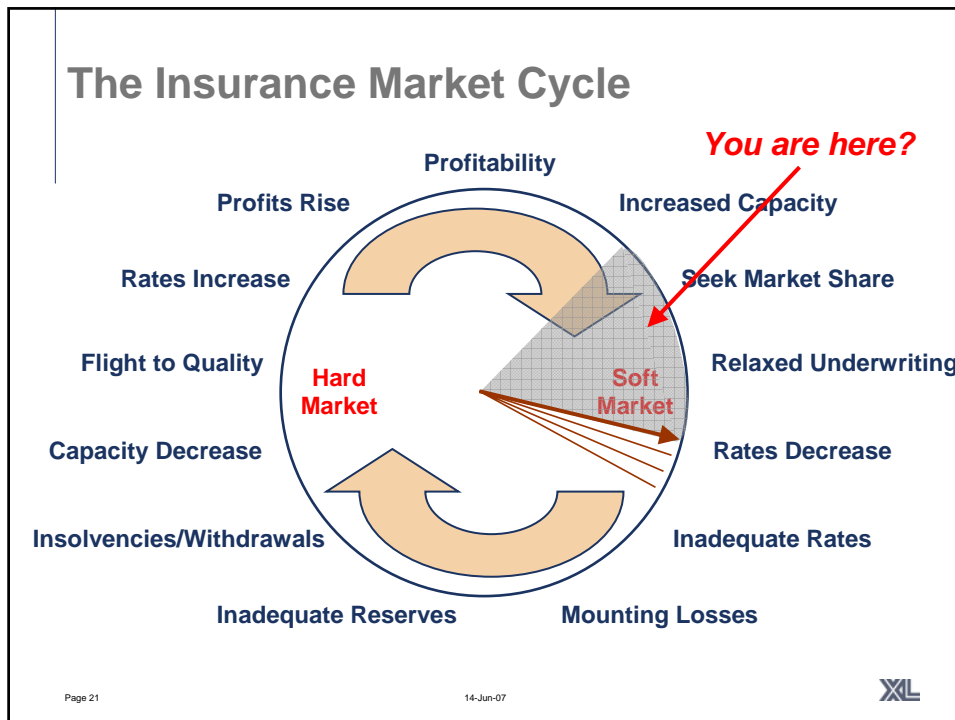 The Insurance Market Cycle
You are here?
Profitability
Profits Rise
Increased Capacity
Rates Increase
Seek Market Share
Flight to Quality
Relaxed Underwriting
Hard
Market
Soft
Market
Capacity Decrease
Rates Decrease
Insolvencies/Withdrawals
Inadequate Rates
Inadequate Reserves
Mounting Losses
Page 21
14-Jun-07
XL